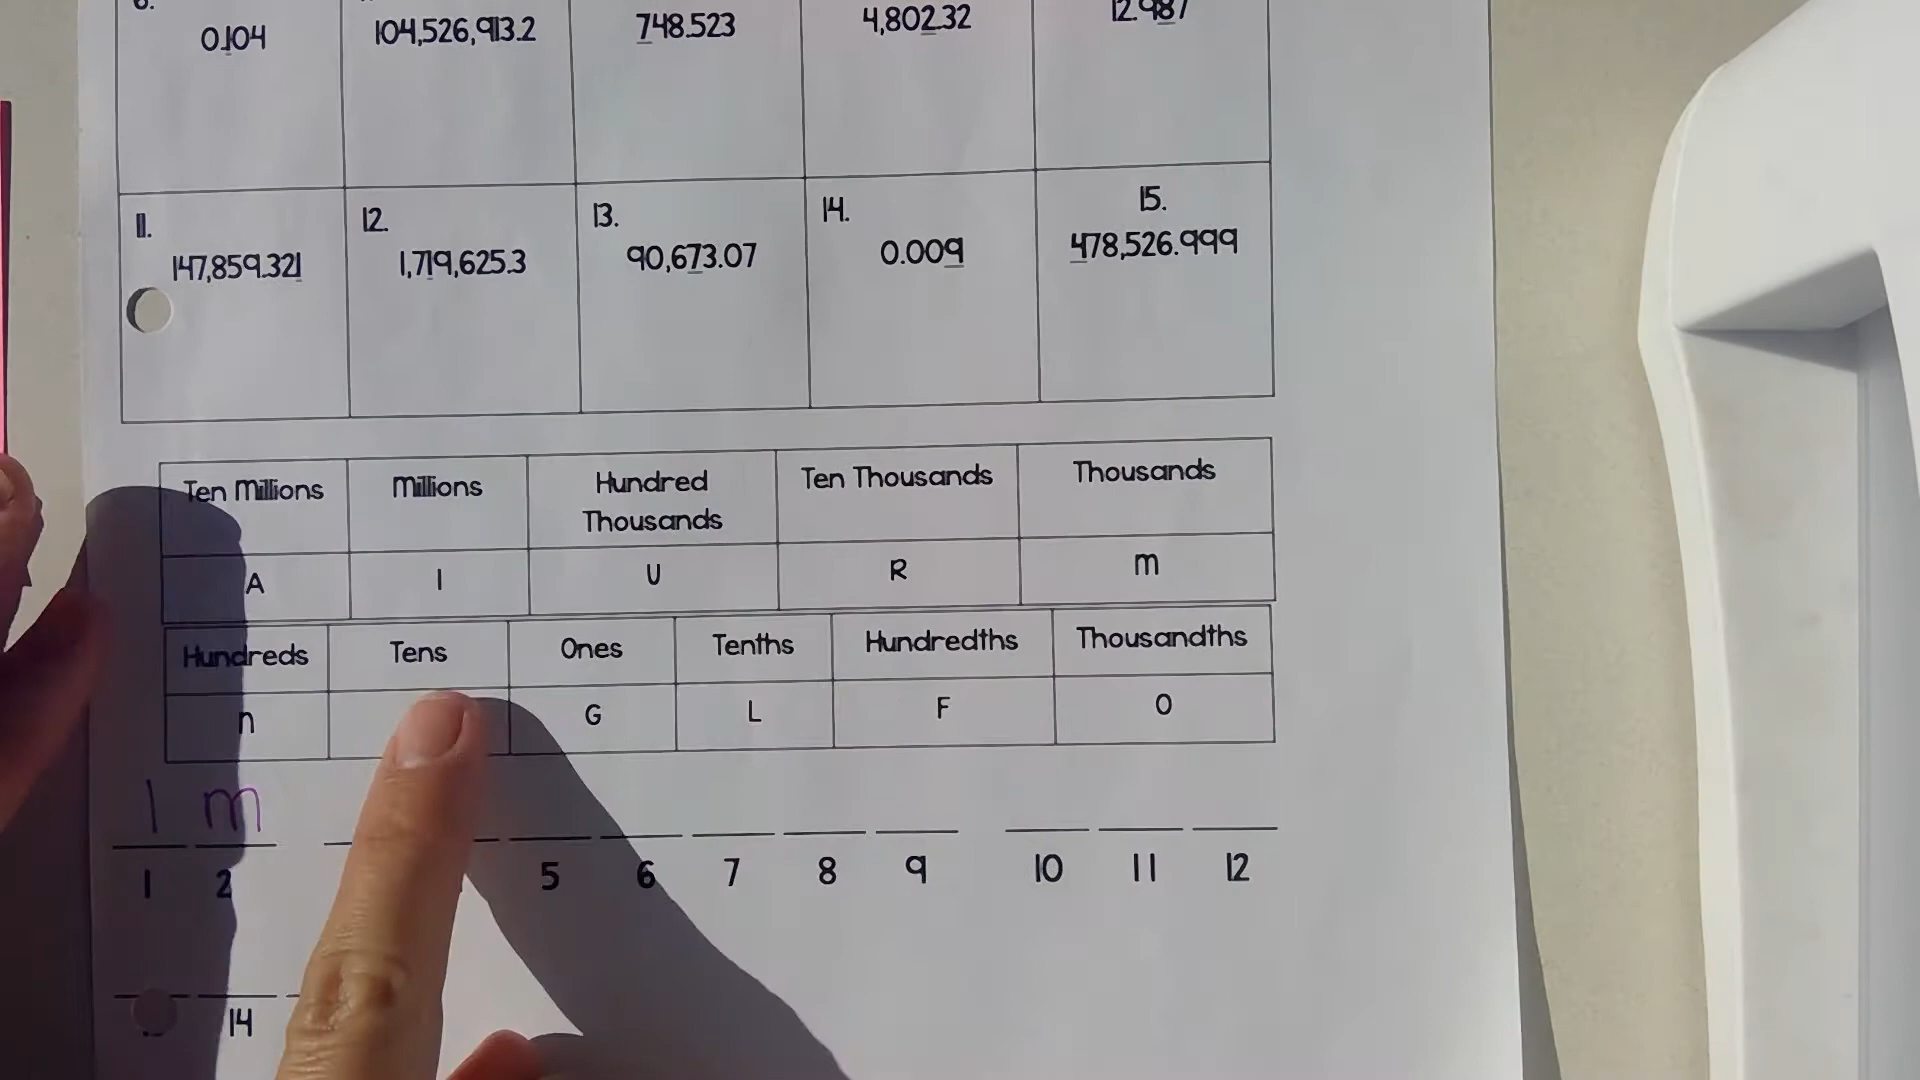 0.104 104,526,913.2 748.523 4,802.32 12.987
11. 12. 13. 14. 15.
147,859.321 1,719,625.3 90,673.07 0.009 478,526.999
Ten Millions Millions Hundred Thousands Ten Thousands Thousands
A I U R m
Hundreds Tens Ones Tenths Hundredths Thousandths
n G L F O
I m
1 2 5 6 7 8 9 10 11 12
14